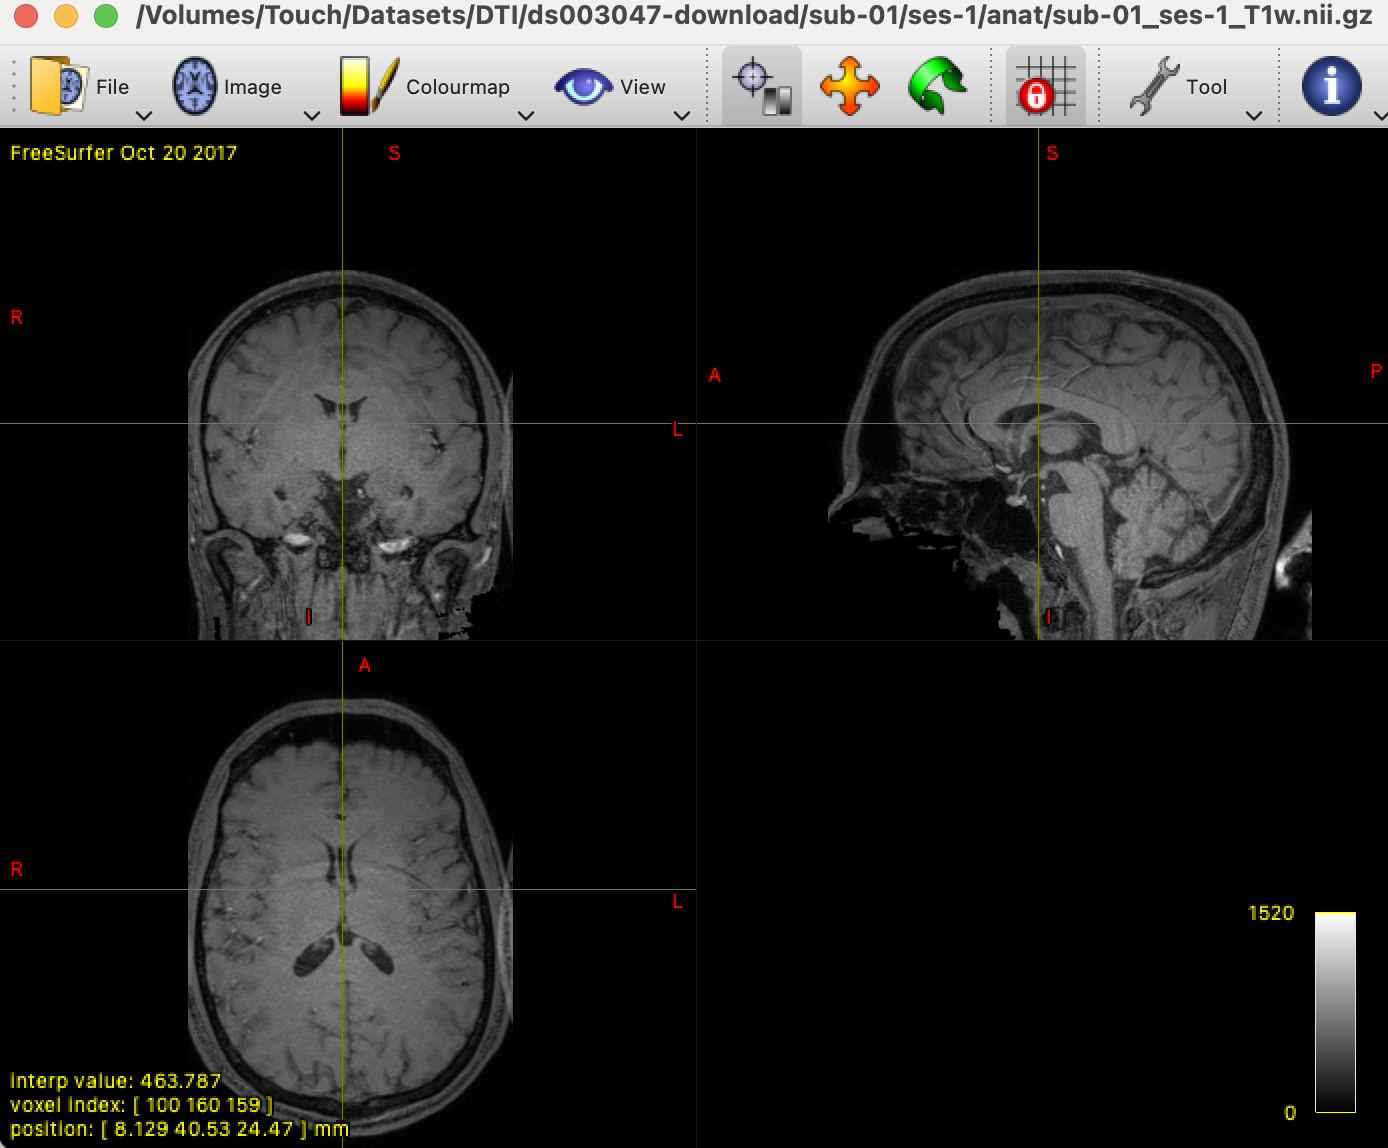 /Volumes/Touch/Datasets/DTI/ds003047-download/sub-01/ses-1/anat/sub-01_ses-1_T1w.nii.gz
File Image Colourmap View Tool
FreeSurfer Oct 20 2017
S
S
R
L
A
P
I
I
A
R
L
1520
0
Interp value: 463.787
voxel index: [ 100 160 159 ]
position: [ 8.129 40.53 24.47 ] mm